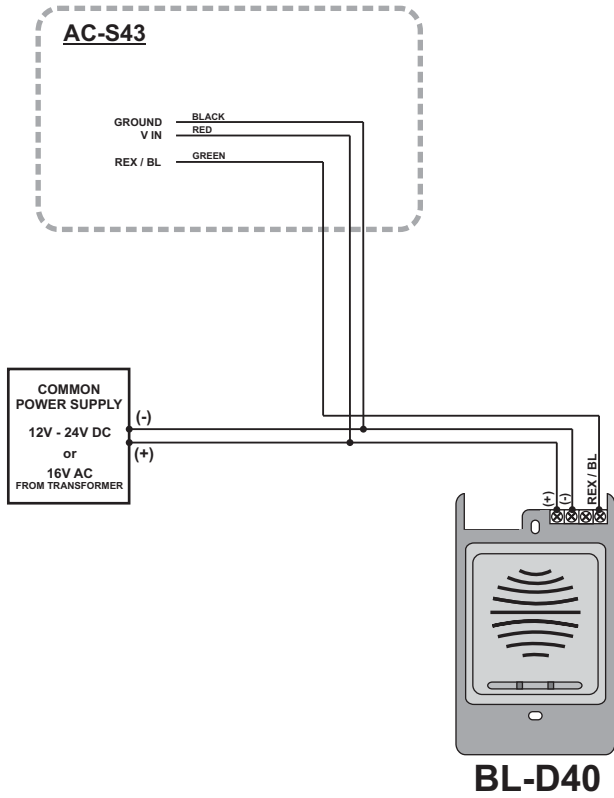 AC-S43
GROUND
BLACK
V IN
RED
REX / BL
GREEN
COMMON
POWER SUPPLY
12V - 24V DC
or
16V AC
FROM TRANSFORMER
(-)
(+)
(+)
(-)
REX / BL
BL-D40